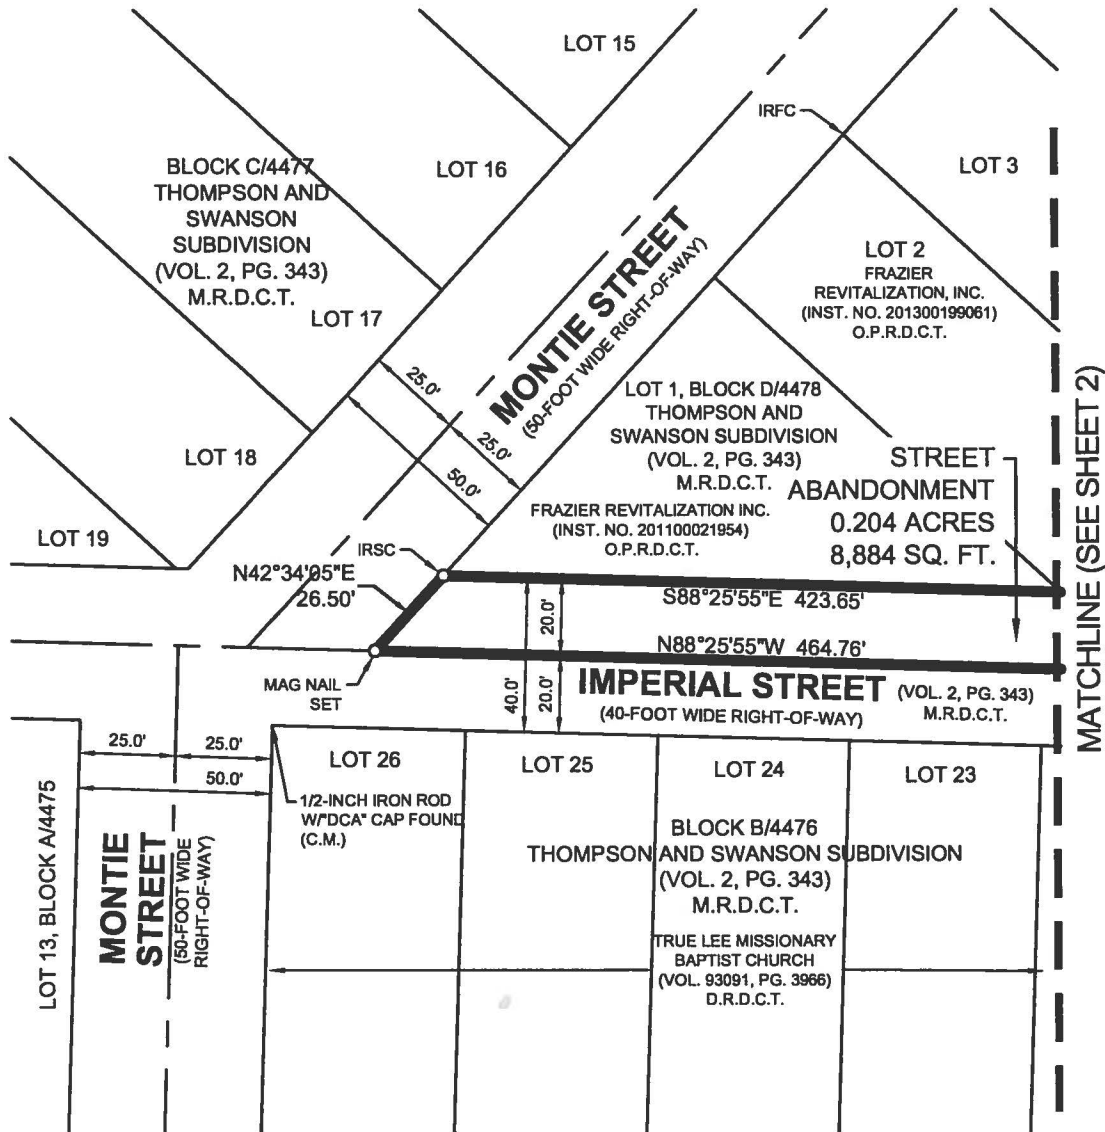 LOT 15
IRFC
LOT 16
LOT 3
BLOCK C/4477
THOMPSON AND
SWANSON
SUBDIVISION
(VOL. 2, PG. 343)
M.R.D.C.T.
LOT 2
FRAZIER
REVITALIZATION, INC.
(INST. NO. 201300199061)
O.P.R.D.C.T.
MONTIE STREET
(50-FOOT WIDE RIGHT-OF-WAY)
LOT 17
25.0'
25.0'
50.0'
LOT 1, BLOCK D/4478
THOMPSON AND
SWANSON SUBDIVISION
(VOL. 2, PG. 343)
M.R.D.C.T.
FRAZIER REVITALIZATION INC.
(INST. NO. 201100021954)
O.P.R.D.C.T.
STREET
ABANDONMENT
0.204 ACRES
8,884 SQ. FT.
MATCHLINE (SEE SHEET 2)
LOT 18
LOT 19
IRSC
N42°34'05"E
26.50'
S88°25'55"E 423.65'
20.0'
N88°25'55"W 464.76'
40.0'
20.0'
MAG NAIL
SET
IMPERIAL STREET
(VOL. 2, PG. 343)
M.R.D.C.T.
(40-FOOT WIDE RIGHT-OF-WAY)
25.0'
25.0'
50.0'
LOT 26
LOT 25
LOT 24
LOT 23
1/2-INCH IRON ROD
W/"DCA" CAP FOUND
(C.M.)
LOT 13, BLOCK A/4475
MONTIE
STREET
(50-FOOT WIDE
RIGHT-OF-WAY)
BLOCK B/4476
THOMPSON AND SWANSON SUBDIVISION
(VOL. 2, PG. 343)
M.R.D.C.T.
TRUE LEE MISSIONARY
BAPTIST CHURCH
(VOL. 93091, PG. 3966)
D.R.D.C.T.